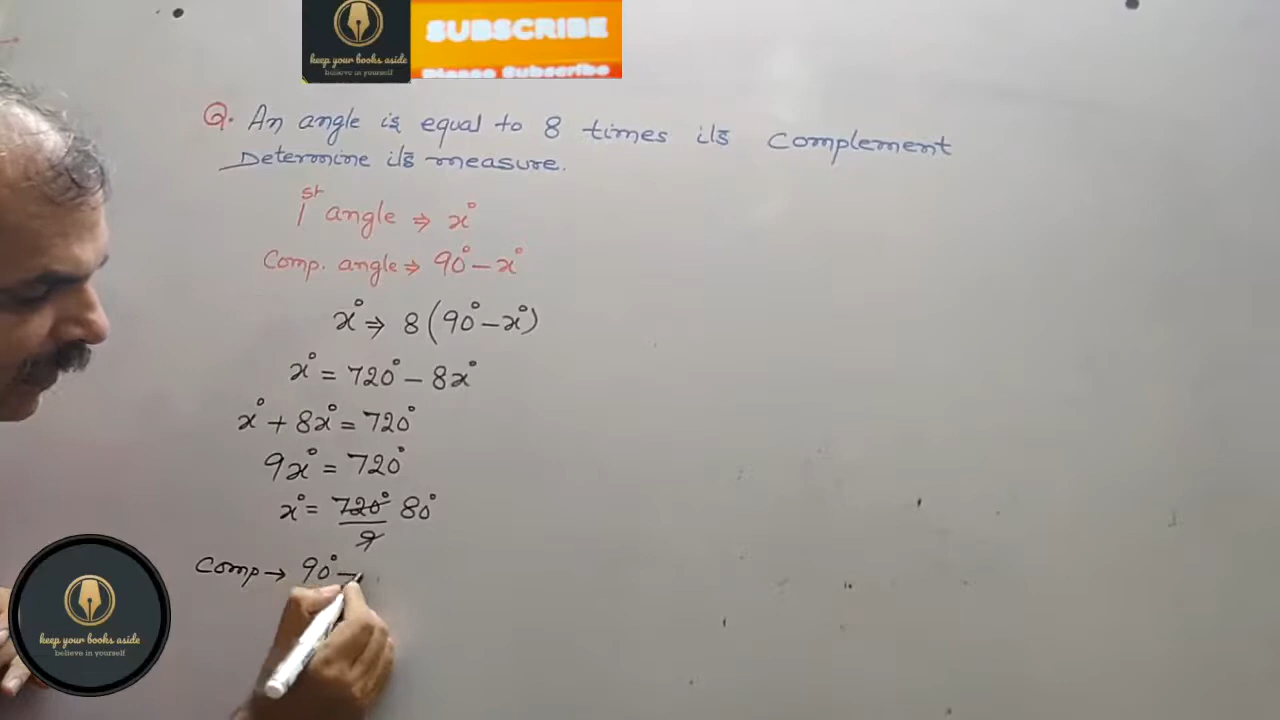 keep your books aside
believe in yourself
SUBSCRIBE
Please Subscribe
Q. An angle is equal to 8 times its complement
Determine its measure.
1st angle ⇒ x°
Comp. angle ⇒ 90° – x°
x° ⇒ 8(90° – x°)
x° = 720° – 8x°
x° + 8x° = 720°
9x° = 720°
x° = 720°/9 80°
Comp → 90° –
keep your books aside
believe in yourself